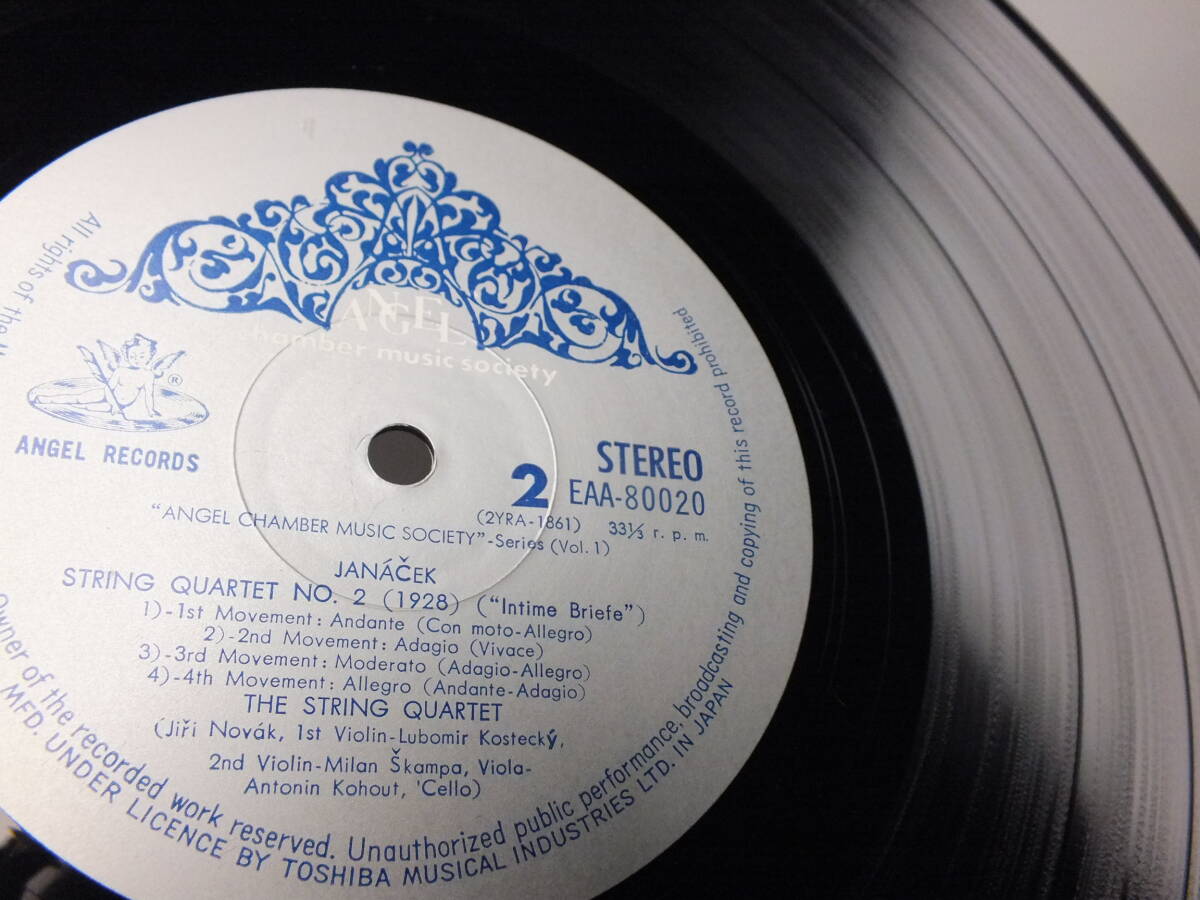 ANGEL
chamber music society
®
ANGEL RECORDS
2 STEREO
EAA-80020
(2YRA-1861) 33⅓ r. p. m.
"ANGEL CHAMBER MUSIC SOCIETY"-Series (Vol. 1)
JANÁČEK
STRING QUARTET NO. 2 (1928) ("Intime Briefe")
1)-1st Movement: Andante (Con moto-Allegro)
2)-2nd Movement: Adagio (Vivace)
3)-3rd Movement: Moderato (Adagio-Allegro)
4)-4th Movement: Allegro (Andante-Adagio)
THE STRING QUARTET
(Jiři Novák, 1st Violin-Lubomir Kostecký,
2nd Violin-Milan Škampa, Viola-
Antonin Kohout, 'Cello)
All rights of the
Owner of the recorded work reserved. Unauthorized public performance, broadcasting and copying of this record prohibited
MFD. UNDER LICENCE BY TOSHIBA MUSICAL INDUSTRIES LTD. IN JAPAN